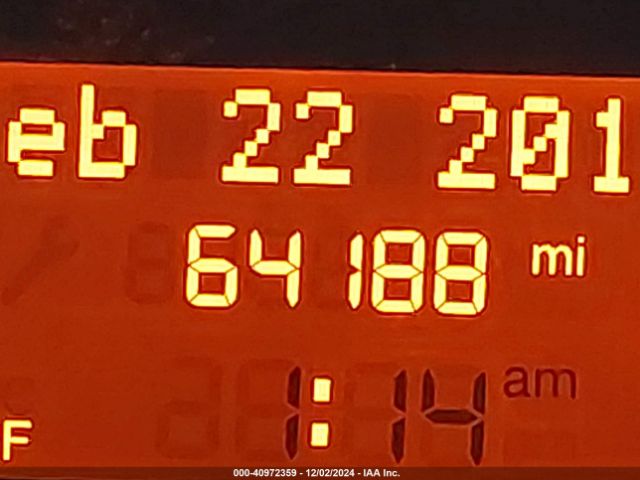 eb 22 201
64188 mi
1:14 am
F
000-40972359 - 12/02/2024 - IAA Inc.